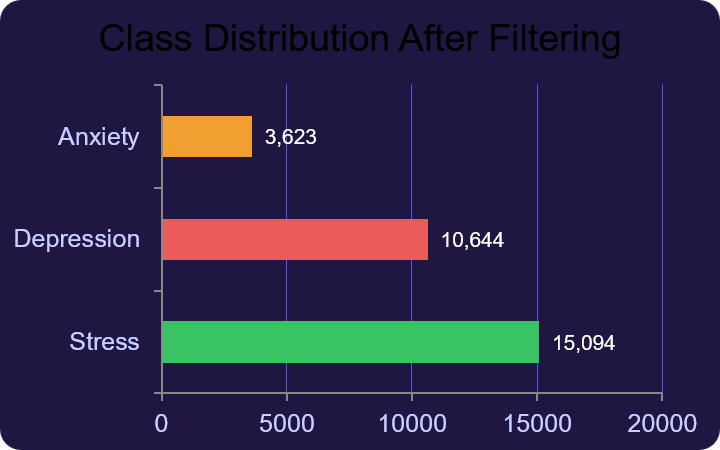 Class Distribution After Filtering
Anxiety 3,623
Depression 10,644
Stress 15,094
0 5000 10000 15000 20000